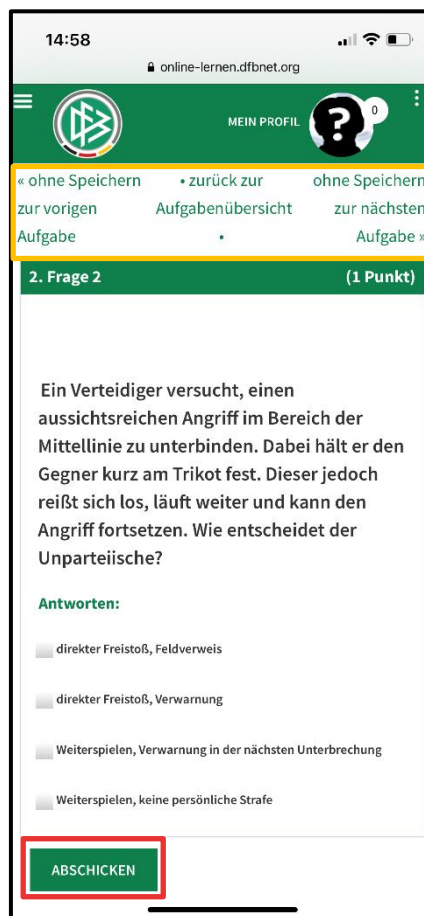 14:58
online-lernen.dfbnet.org
MEIN PROFIL
0
« ohne Speichern zur vorigen Aufgabe
• zurück zur Aufgabenübersicht •
ohne Speichern zur nächsten Aufgabe »
2. Frage 2 (1 Punkt)
Ein Verteidiger versucht, einen
aussichtsreichen Angriff im Bereich der
Mittellinie zu unterbinden. Dabei hält er den
Gegner kurz am Trikot fest. Dieser jedoch
reißt sich los, läuft weiter und kann den
Angriff fortsetzen. Wie entscheidet der
Unparteiische?
Antworten:
direkter Freistoß, Feldverweis
direkter Freistoß, Verwarnung
Weiterspielen, Verwarnung in der nächsten Unterbrechung
Weiterspielen, keine persönliche Strafe
ABSCHICKEN